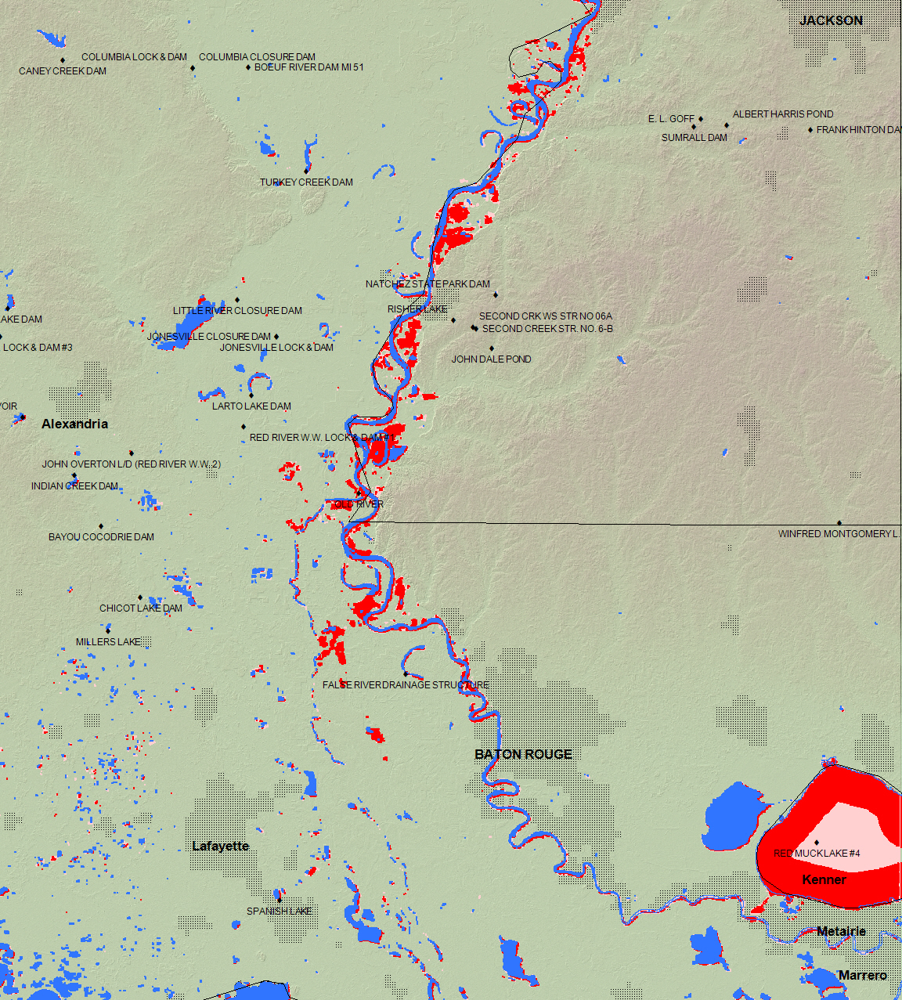 JACKSON
COLUMBIA LOCK & DAM
COLUMBIA CLOSURE DAM
CANEY CREEK DAM
BOEUF RIVER DAM MI 51
E. L. GOFF
ALBERT HARRIS POND
SUMRALL DAM
FRANK HINTON DA
TURKEY CREEK DAM
NATCHEZ STATE PARK DAM
LITTLE RIVER CLOSURE DAM
RISHER LAKE
SECOND CRK WS STR NO 06A
AKE DAM
SECOND CREEK STR. NO. 6-B
JONESVILLE CLOSURE DAM
LOCK & DAM #3
JONESVILLE LOCK & DAM
JOHN DALE POND
VOIR
LARTO LAKE DAM
Alexandria
RED RIVER W.W. LOCK & DAM #1
JOHN OVERTON L/D (RED RIVER W.W. 2)
INDIAN CREEK DAM
OLD RIVER
BAYOU COCODRIE DAM
WINFRED MONTGOMERY L.
CHICOT LAKE DAM
MILLERS LAKE
FALSE RIVER DRAINAGE STRUCTURE
BATON ROUGE
Lafayette
RED MUCK LAKE #4
Kenner
SPANISH LAKE
Metairie
Marrero